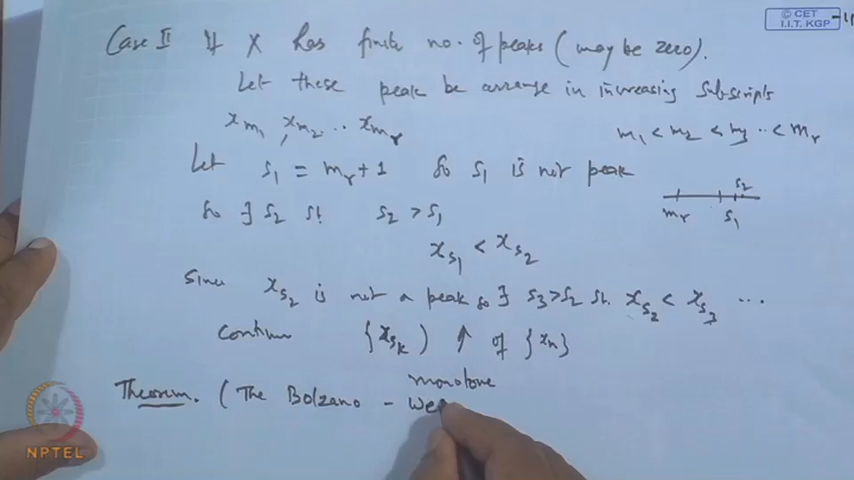 © CET
I.I.T. KGP
Case II If X has finite no. of peaks (may be zero).
Let these peak be arrange in increasing subscripts
x_{m_1}, x_{m_2} .. x_{m_r} m_1 < m_2 < m_3 .. < m_r
Let s_1 = m_r + 1 So s_1 is not peak
So ∃ s_2 st. s_2 > s_1
m_r s_1 s_2
x_{s_1} < x_{s_2}
Since x_{s_2} is not a peak so ∃ s_3 > s_2 st. x_{s_2} < x_{s_3} ...
Continue {x_{s_k}) ↑ of {x_n}
monotone
Theorem. (The Bolzano - We
NPTEL